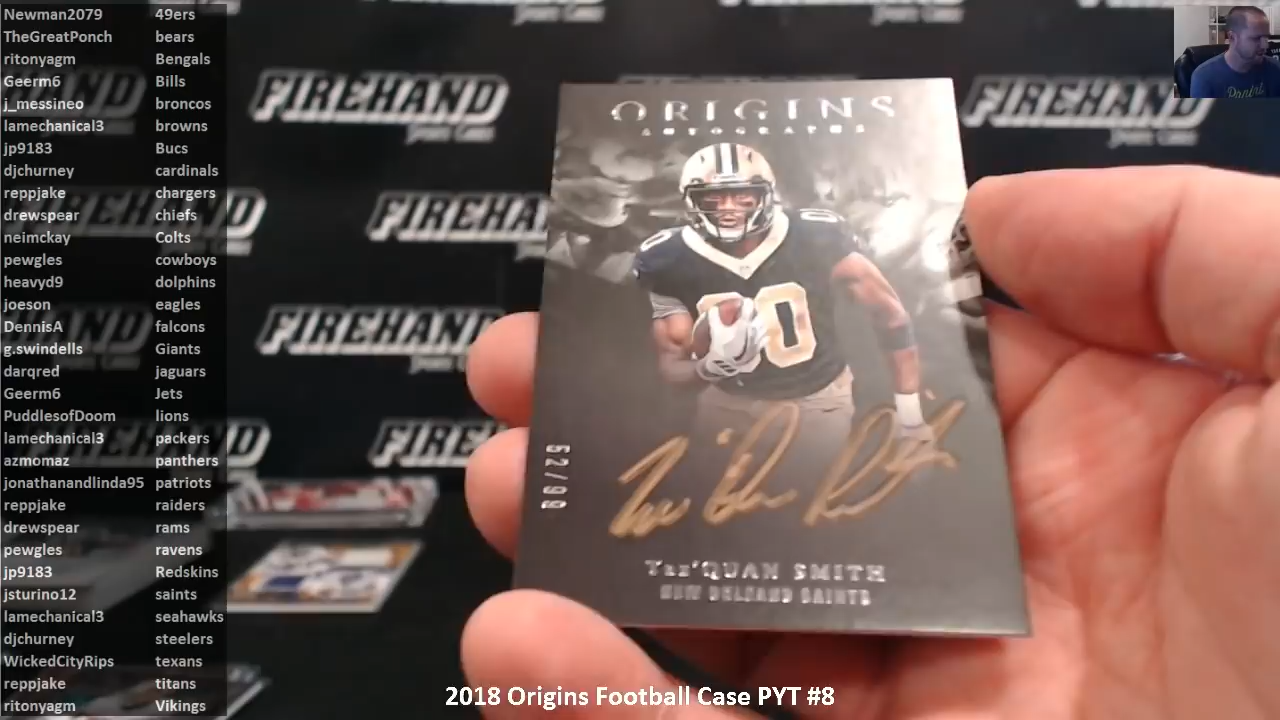 Newman2079 49ers
TheGreatPonch bears
ritonyagm Bengals
Geerm6 Bills
j_messineo broncos
lamechanical3 browns
jp9183 Bucs
djchurney cardinals
reppjake chargers
drewspear chiefs
neimckay Colts
pewgles cowboys
heavyd9 dolphins
joeson eagles
DennisA falcons
g.swindells Giants
darqred jaguars
Geerm6 Jets
PuddlesofDoom lions
lamechanical3 packers
azmomaz panthers
jonathanandlinda95 patriots
reppjake raiders
drewspear rams
pewgles ravens
jp9183 Redskins
jsturino12 saints
lamechanical3 seahawks
djchurney steelers
WickedCityRips texans
reppjake titans
ritonyagm Vikings
FIREHAND
FIREHAND
FIREHAND
FIREHAND
ORIGINS
AUTOGRAPHS
80
52/99
Tre'QUAN SMITH
NEW ORLEANS SAINTS
2018 Origins Football Case PYT #8